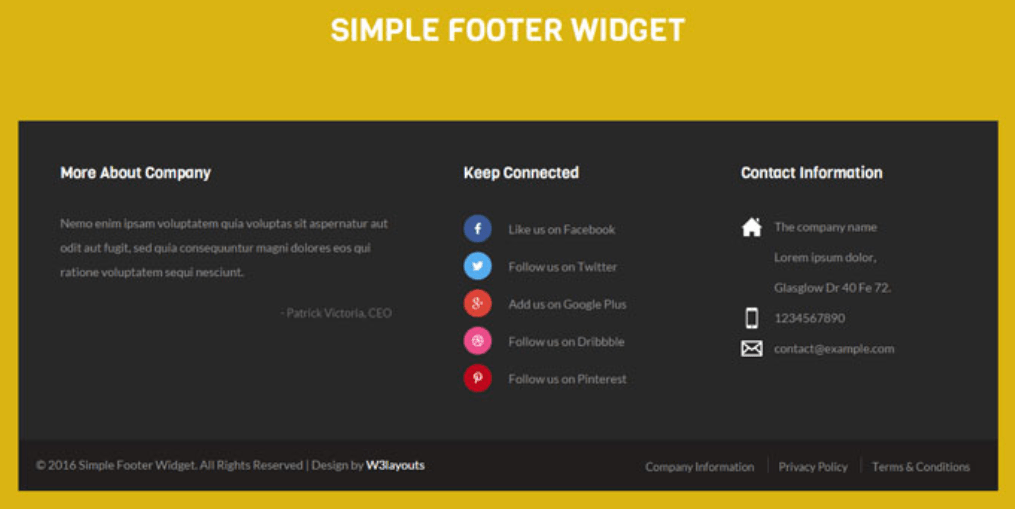 SIMPLE FOOTER WIDGET
More About Company
Nemo enim ipsam voluptatem quia voluptas sit aspernatur aut
odit aut fugit, sed quia consequuntur magni dolores eos qui
ratione voluptatem sequi nesciunt.
- Patrick Victoria, CEO
Keep Connected
Like us on Facebook
Follow us on Twitter
Add us on Google Plus
Follow us on Dribbble
Follow us on Pinterest
Contact Information
The company name
Lorem ipsum dolor,
Glasglow Dr 40 Fe 72.
1234567890
contact@example.com
© 2016 Simple Footer Widget. All Rights Reserved | Design by W3layouts
Company Information | Privacy Policy | Terms & Conditions